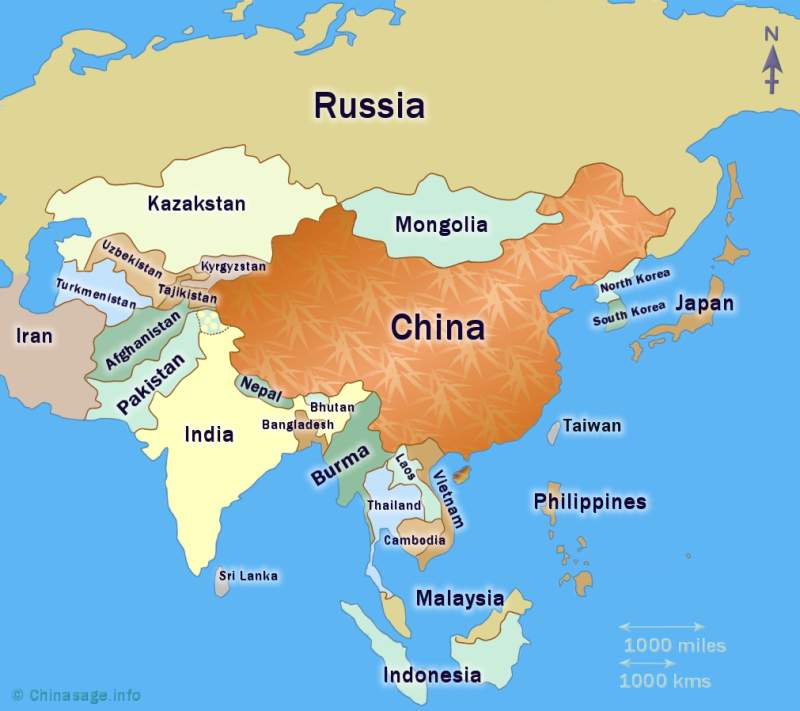 N
Russia
Kazakstan
Mongolia
Uzbekistan
Kyrgyzstan
Turkmenistan
Tajikistan
North Korea
South Korea
Japan
Iran
China
Afghanistan
Pakistan
Nepal
Bhutan
Bangladesh
India
Taiwan
Burma
Laos
Vietnam
Thailand
Philippines
Cambodia
Sri Lanka
Malaysia
1000 miles
Indonesia
1000 kms
© Chinasage.info